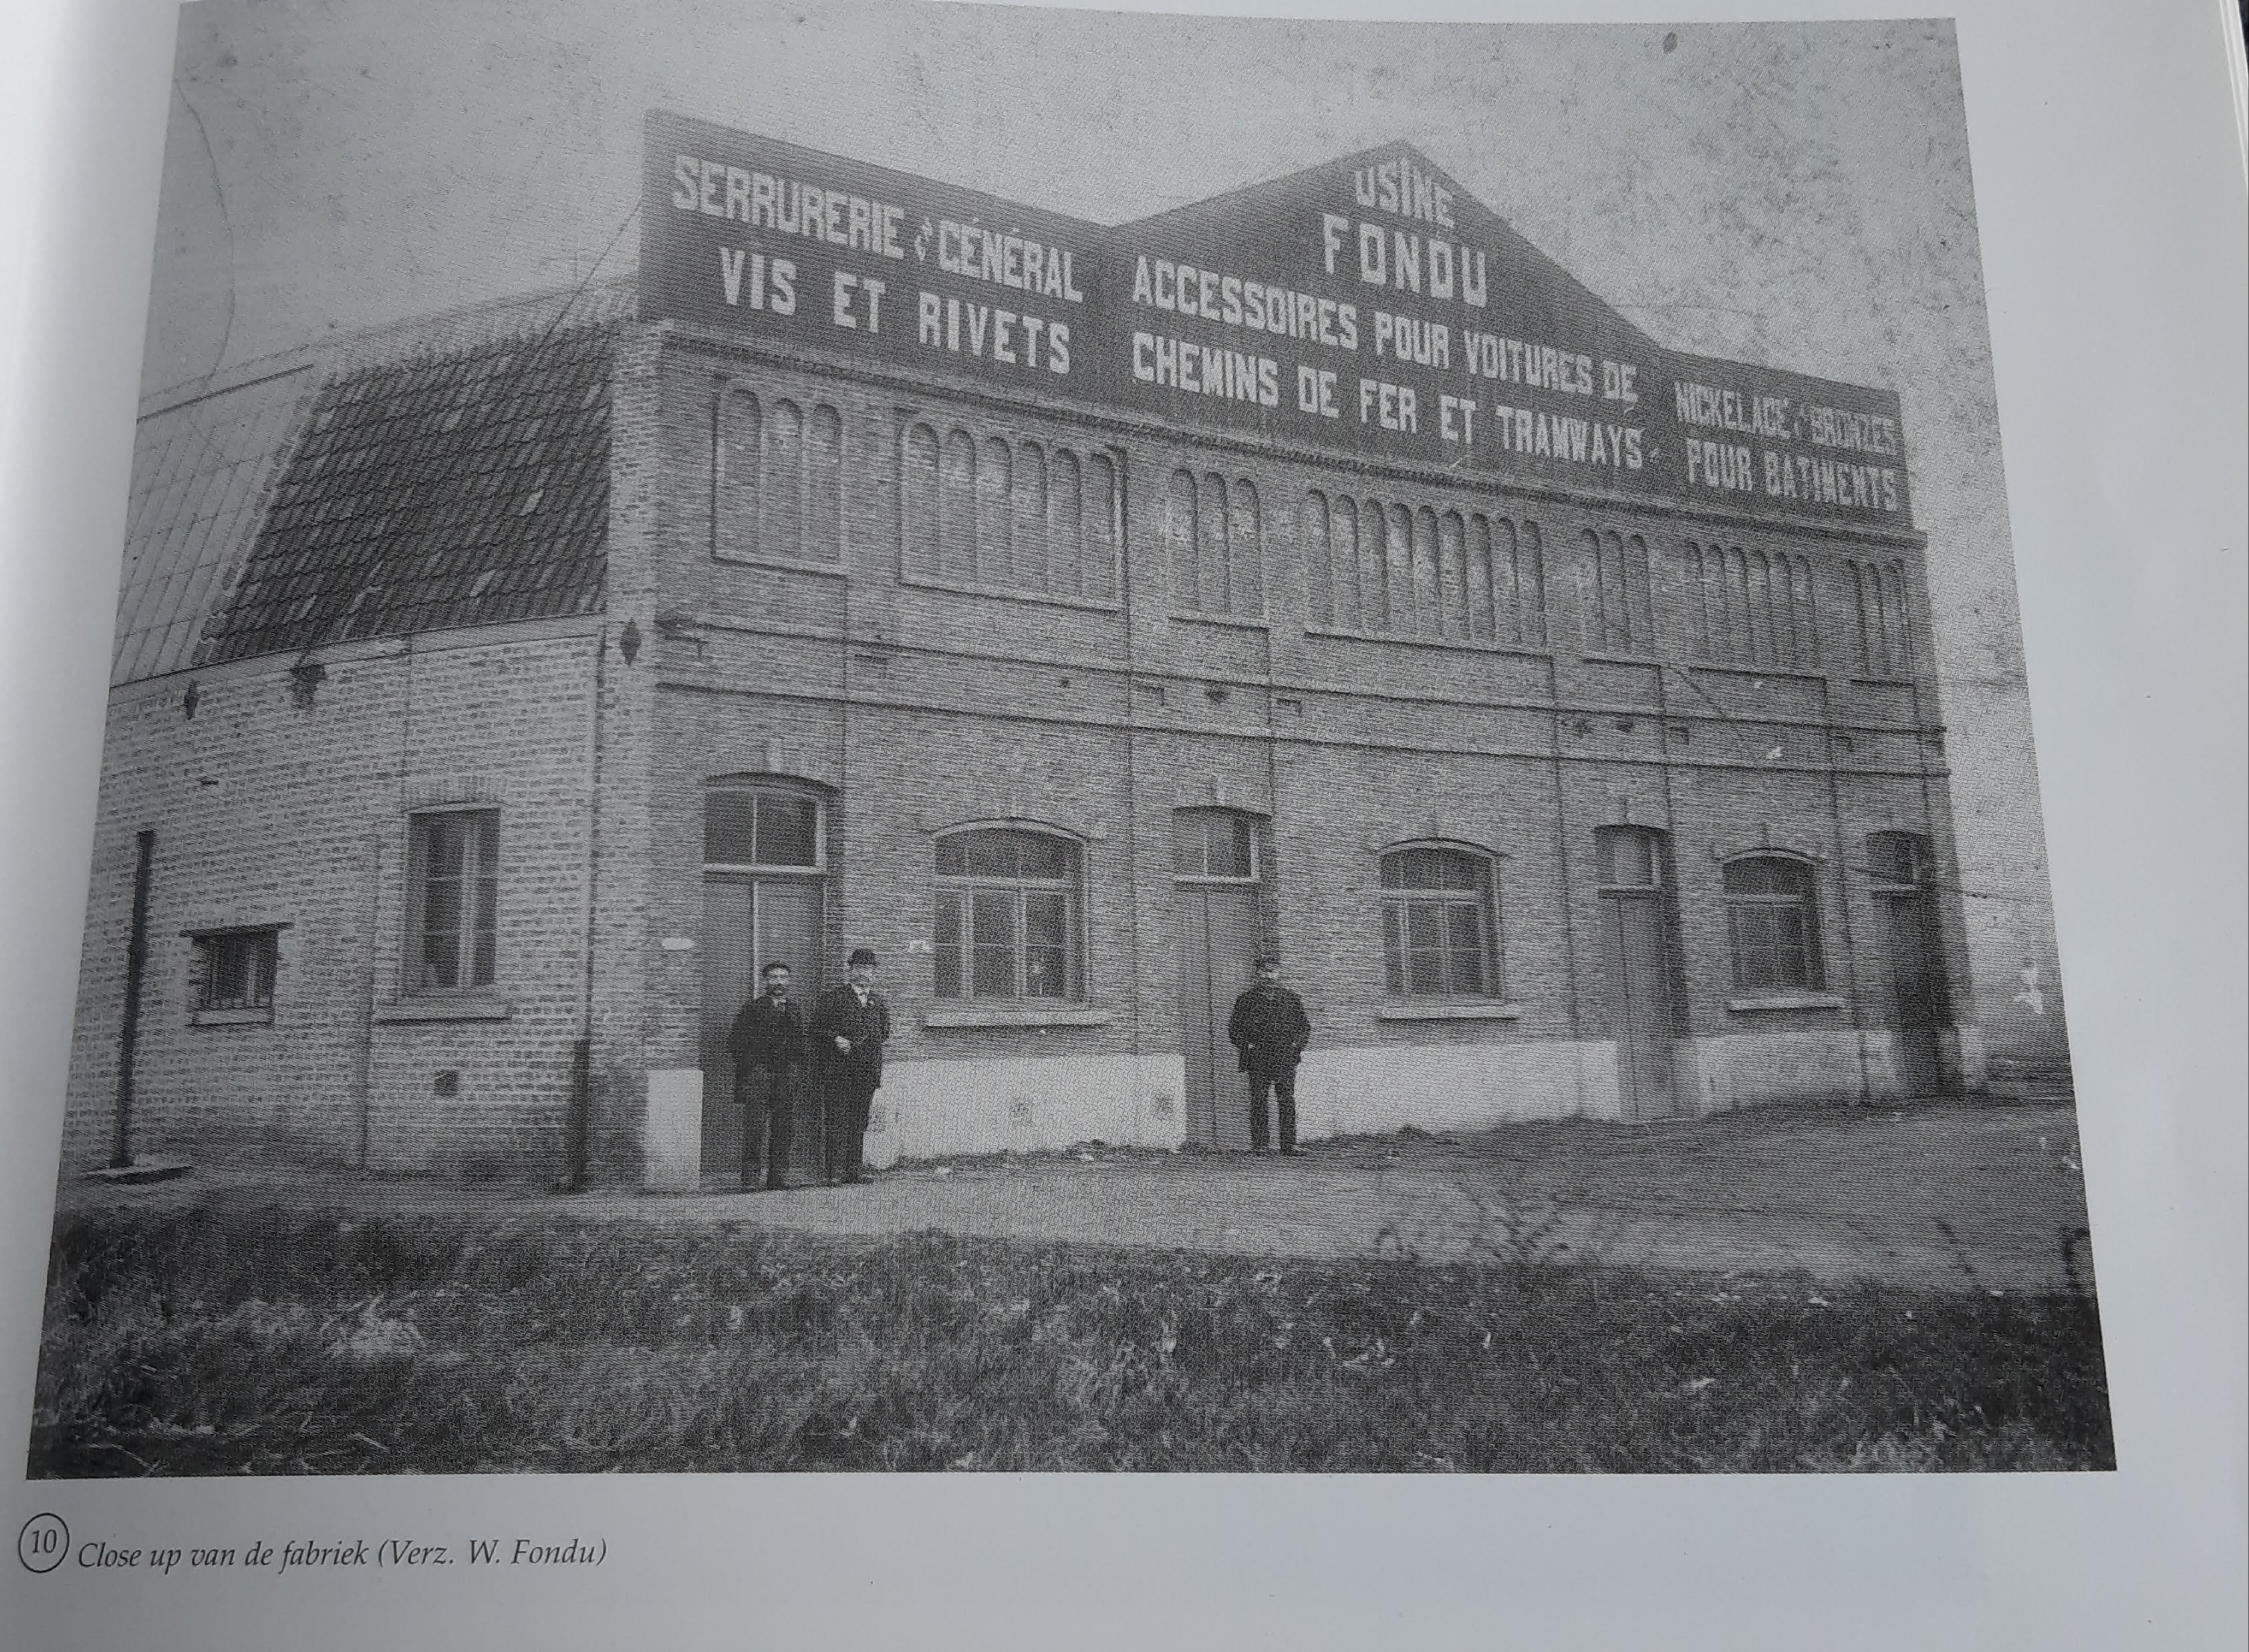 SERRURERIE GÉNÉRAL
VIS ET RIVETS
USINE
FONDU
ACCESSOIRES POUR VOITURES DE
CHEMINS DE FER ET TRAMWAYS
NICKELAGE BRONZES
POUR BATIMENTS
10 Close up van de fabriek (Verz. W. Fondu)